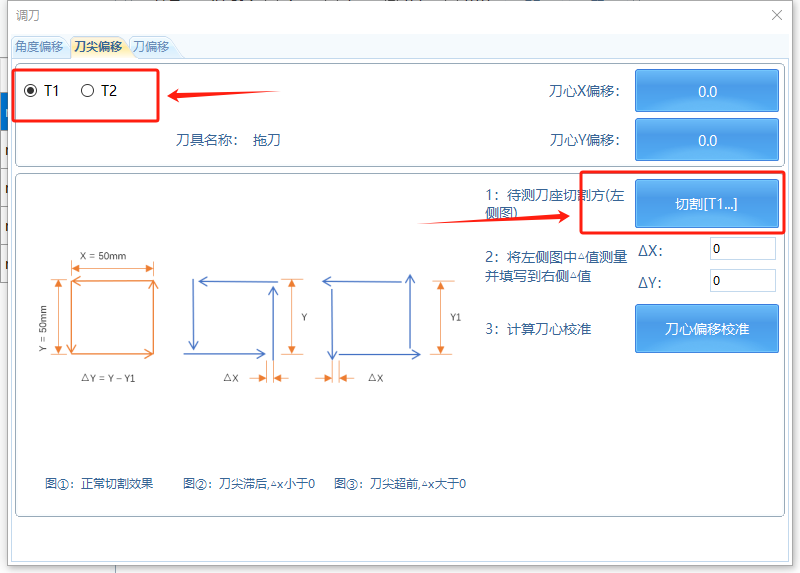 调刀
角度偏移 刀尖偏移 刀偏移
T1 T2 刀心X偏移: 0.0
刀具名称: 拖刀 刀心Y偏移: 0.0
1: 待测刀座切割方(左
侧图)
切割[T1...]
2: 将左侧图中△值测量
并填写到右侧△值
ΔX: 0
ΔY: 0
3: 计算刀心校准 刀心偏移校准
X = 50mm
Y = 50mm
Y
Y1
△Y = Y − Y1
△X
△X
图①: 正常切割效果 图②: 刀尖滞后,△x小于0 图③: 刀尖超前,△x大于0